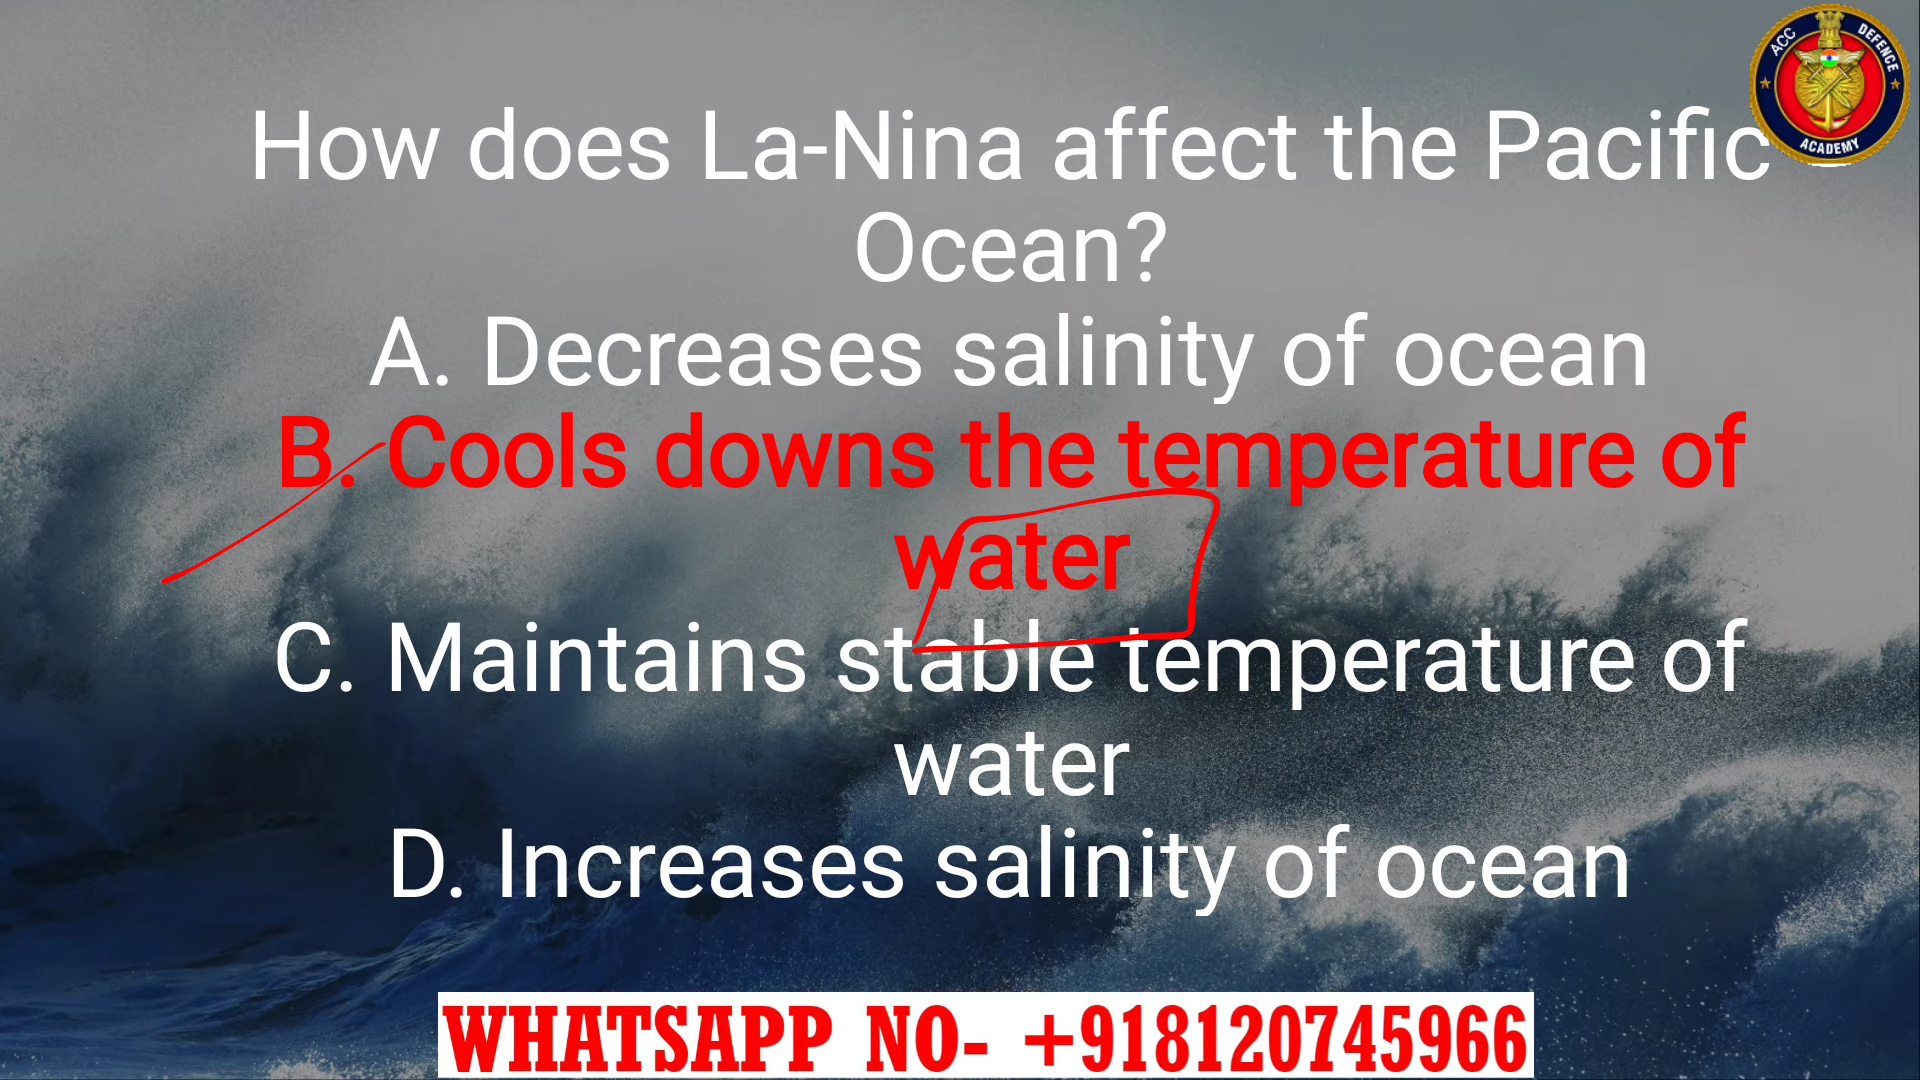 ACC DEFENCE
ACADEMY
How does La-Nina affect the Pacific
Ocean?
A. Decreases salinity of ocean
B. Cools downs the temperature of
water
C. Maintains stable temperature of
water
D. Increases salinity of ocean
WHATSAPP NO- +918120745966